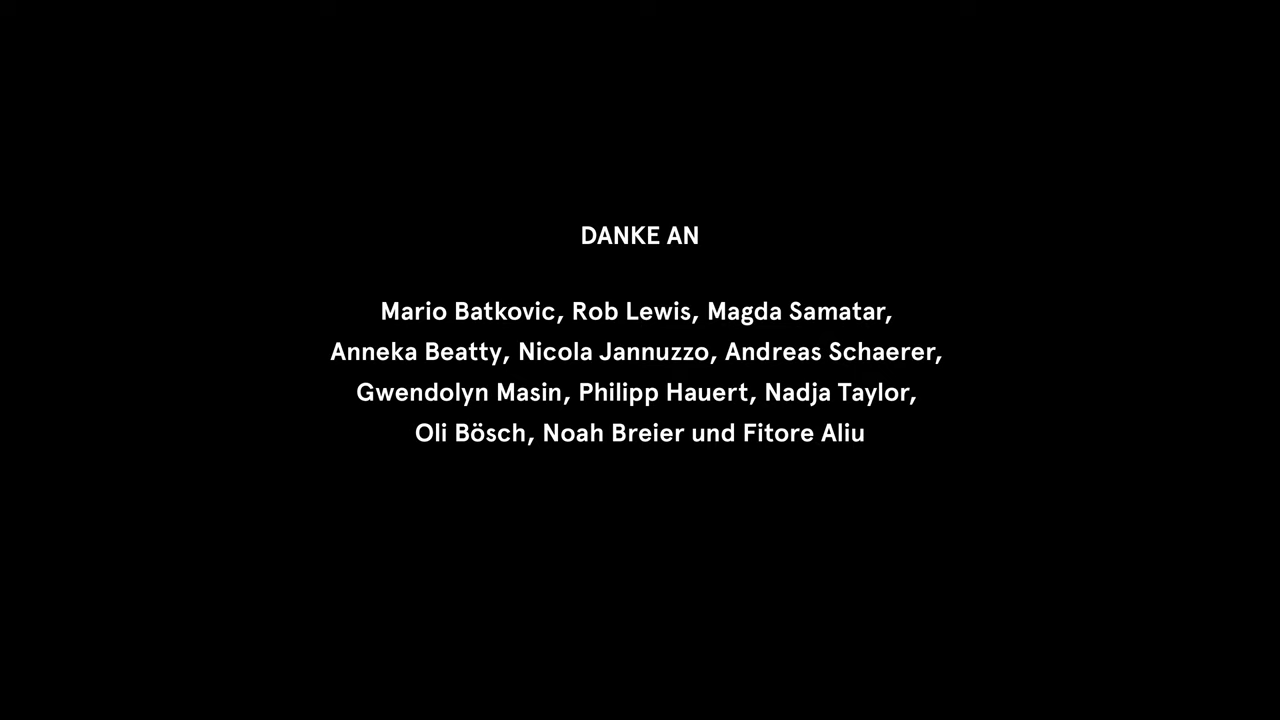 DANKE AN
Mario Batkovic, Rob Lewis, Magda Samatar,
Anneka Beatty, Nicola Jannuzzo, Andreas Schaerer,
Gwendolyn Masin, Philipp Hauert, Nadja Taylor,
Oli Bösch, Noah Breier und Fitore Aliu